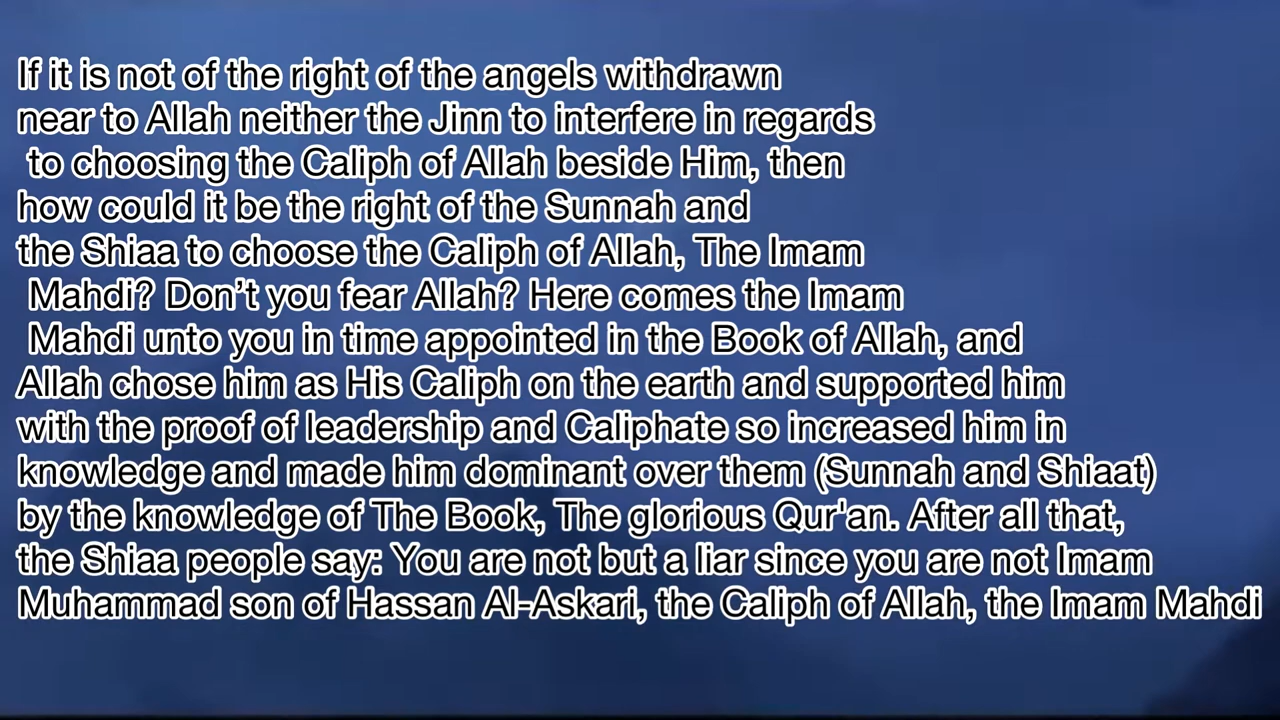 If it is not of the right of the angels withdrawn
near to Allah neither the Jinn to interfere in regards
to choosing the Caliph of Allah beside Him, then
how could it be the right of the Sunnah and
the Shiaa to choose the Caliph of Allah, The Imam
Mahdi? Don’t you fear Allah? Here comes the Imam
Mahdi unto you in time appointed in the Book of Allah, and
Allah chose him as His Caliph on the earth and supported him
with the proof of leadership and Caliphate so increased him in
knowledge and made him dominant over them (Sunnah and Shiaat)
by the knowledge of The Book, The glorious Qur'an. After all that,
the Shiaa people say: You are not but a liar since you are not Imam
Muhammad son of Hassan Al-Askari, the Caliph of Allah, the Imam Mahdi